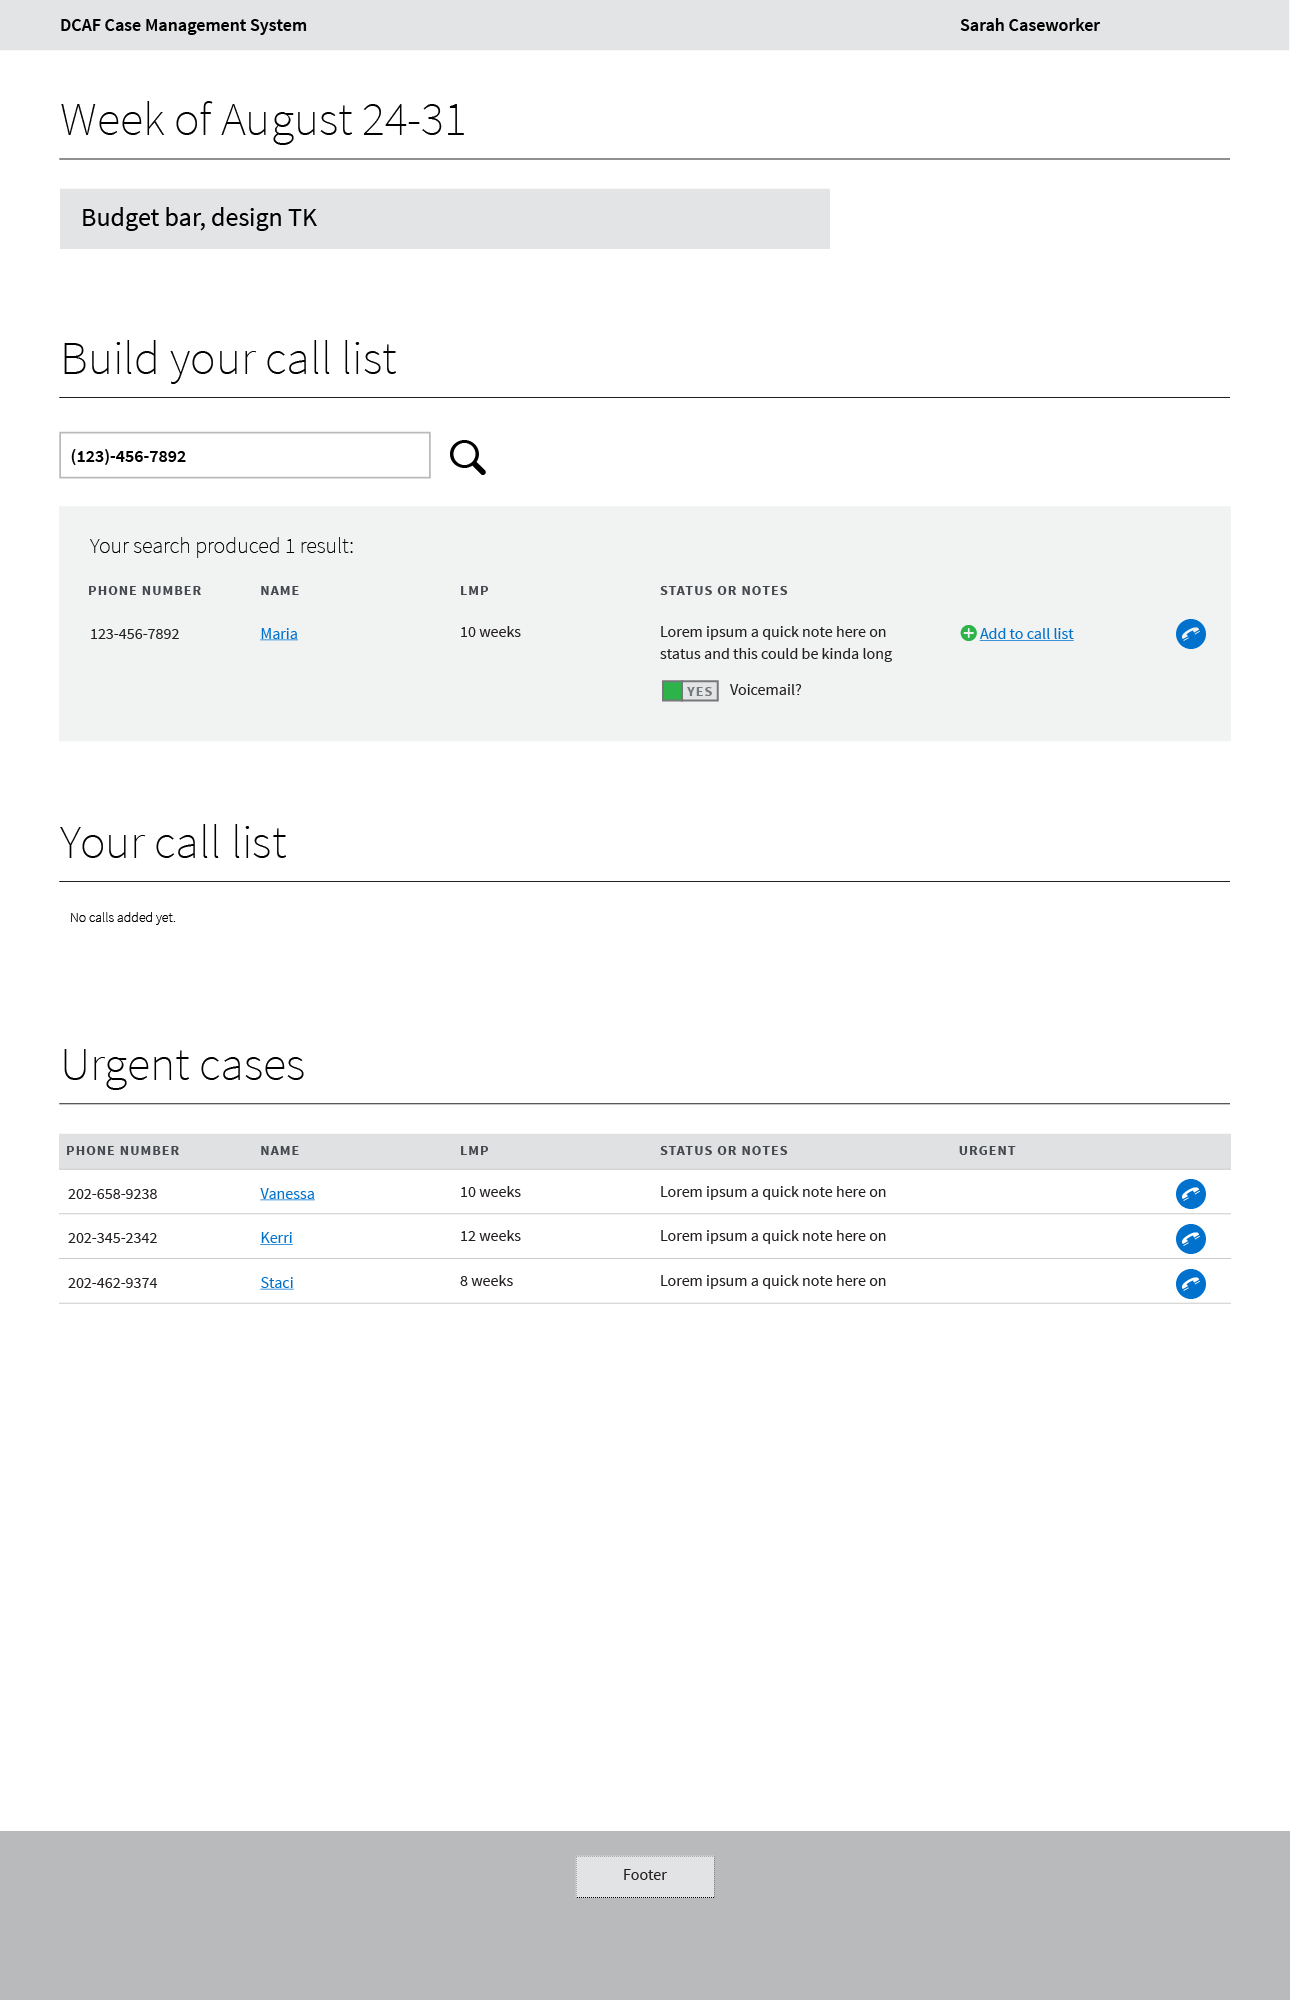 DCAF Case Management System Sarah Caseworker
Week of August 24-31
Budget bar, design TK
Build your call list
(123)-456-7892
Your search produced 1 result:
PHONE NUMBER NAME LMP STATUS OR NOTES
123-456-7892 Maria 10 weeks Lorem ipsum a quick note here on Add to call list
status and this could be kinda long
YES Voicemail?
Your call list
No calls added yet.
Urgent cases
PHONE NUMBER NAME LMP STATUS OR NOTES URGENT
202-658-9238 Vanessa 10 weeks Lorem ipsum a quick note here on
202-345-2342 Kerri 12 weeks Lorem ipsum a quick note here on
202-462-9374 Staci 8 weeks Lorem ipsum a quick note here on
Footer